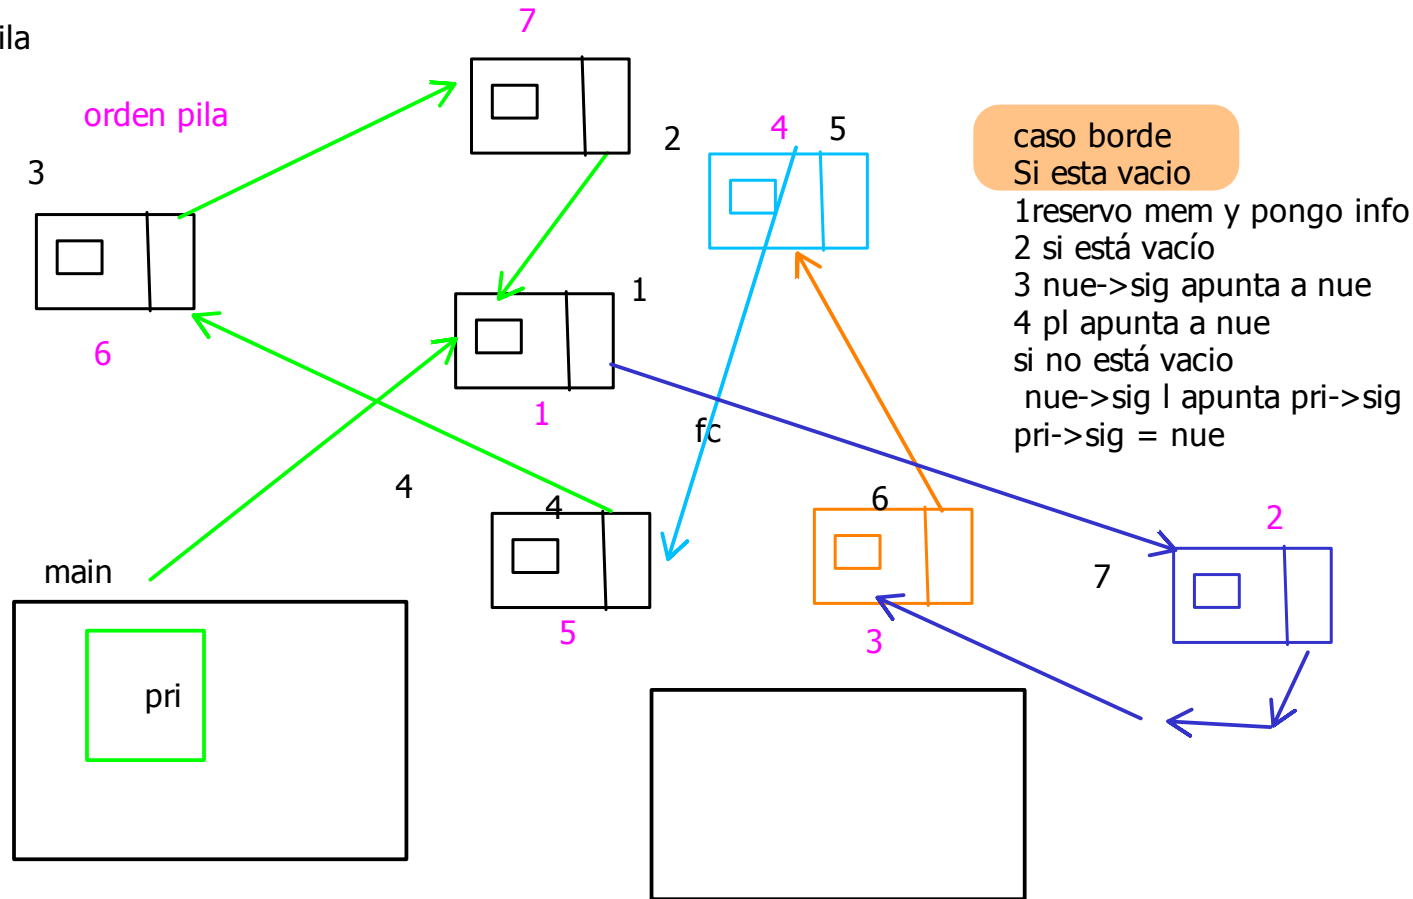 ila
7
orden pila
2
4
5
3
6
1
1
fc
4
4
6
2
7
main
5
3
pri
caso borde
Si esta vacio
1reservo mem y pongo info
2 si está vacío
3 nue->sig apunta a nue
4 pl apunta a nue
si no está vacio
nue->sig l apunta pri->sig
pri->sig = nue